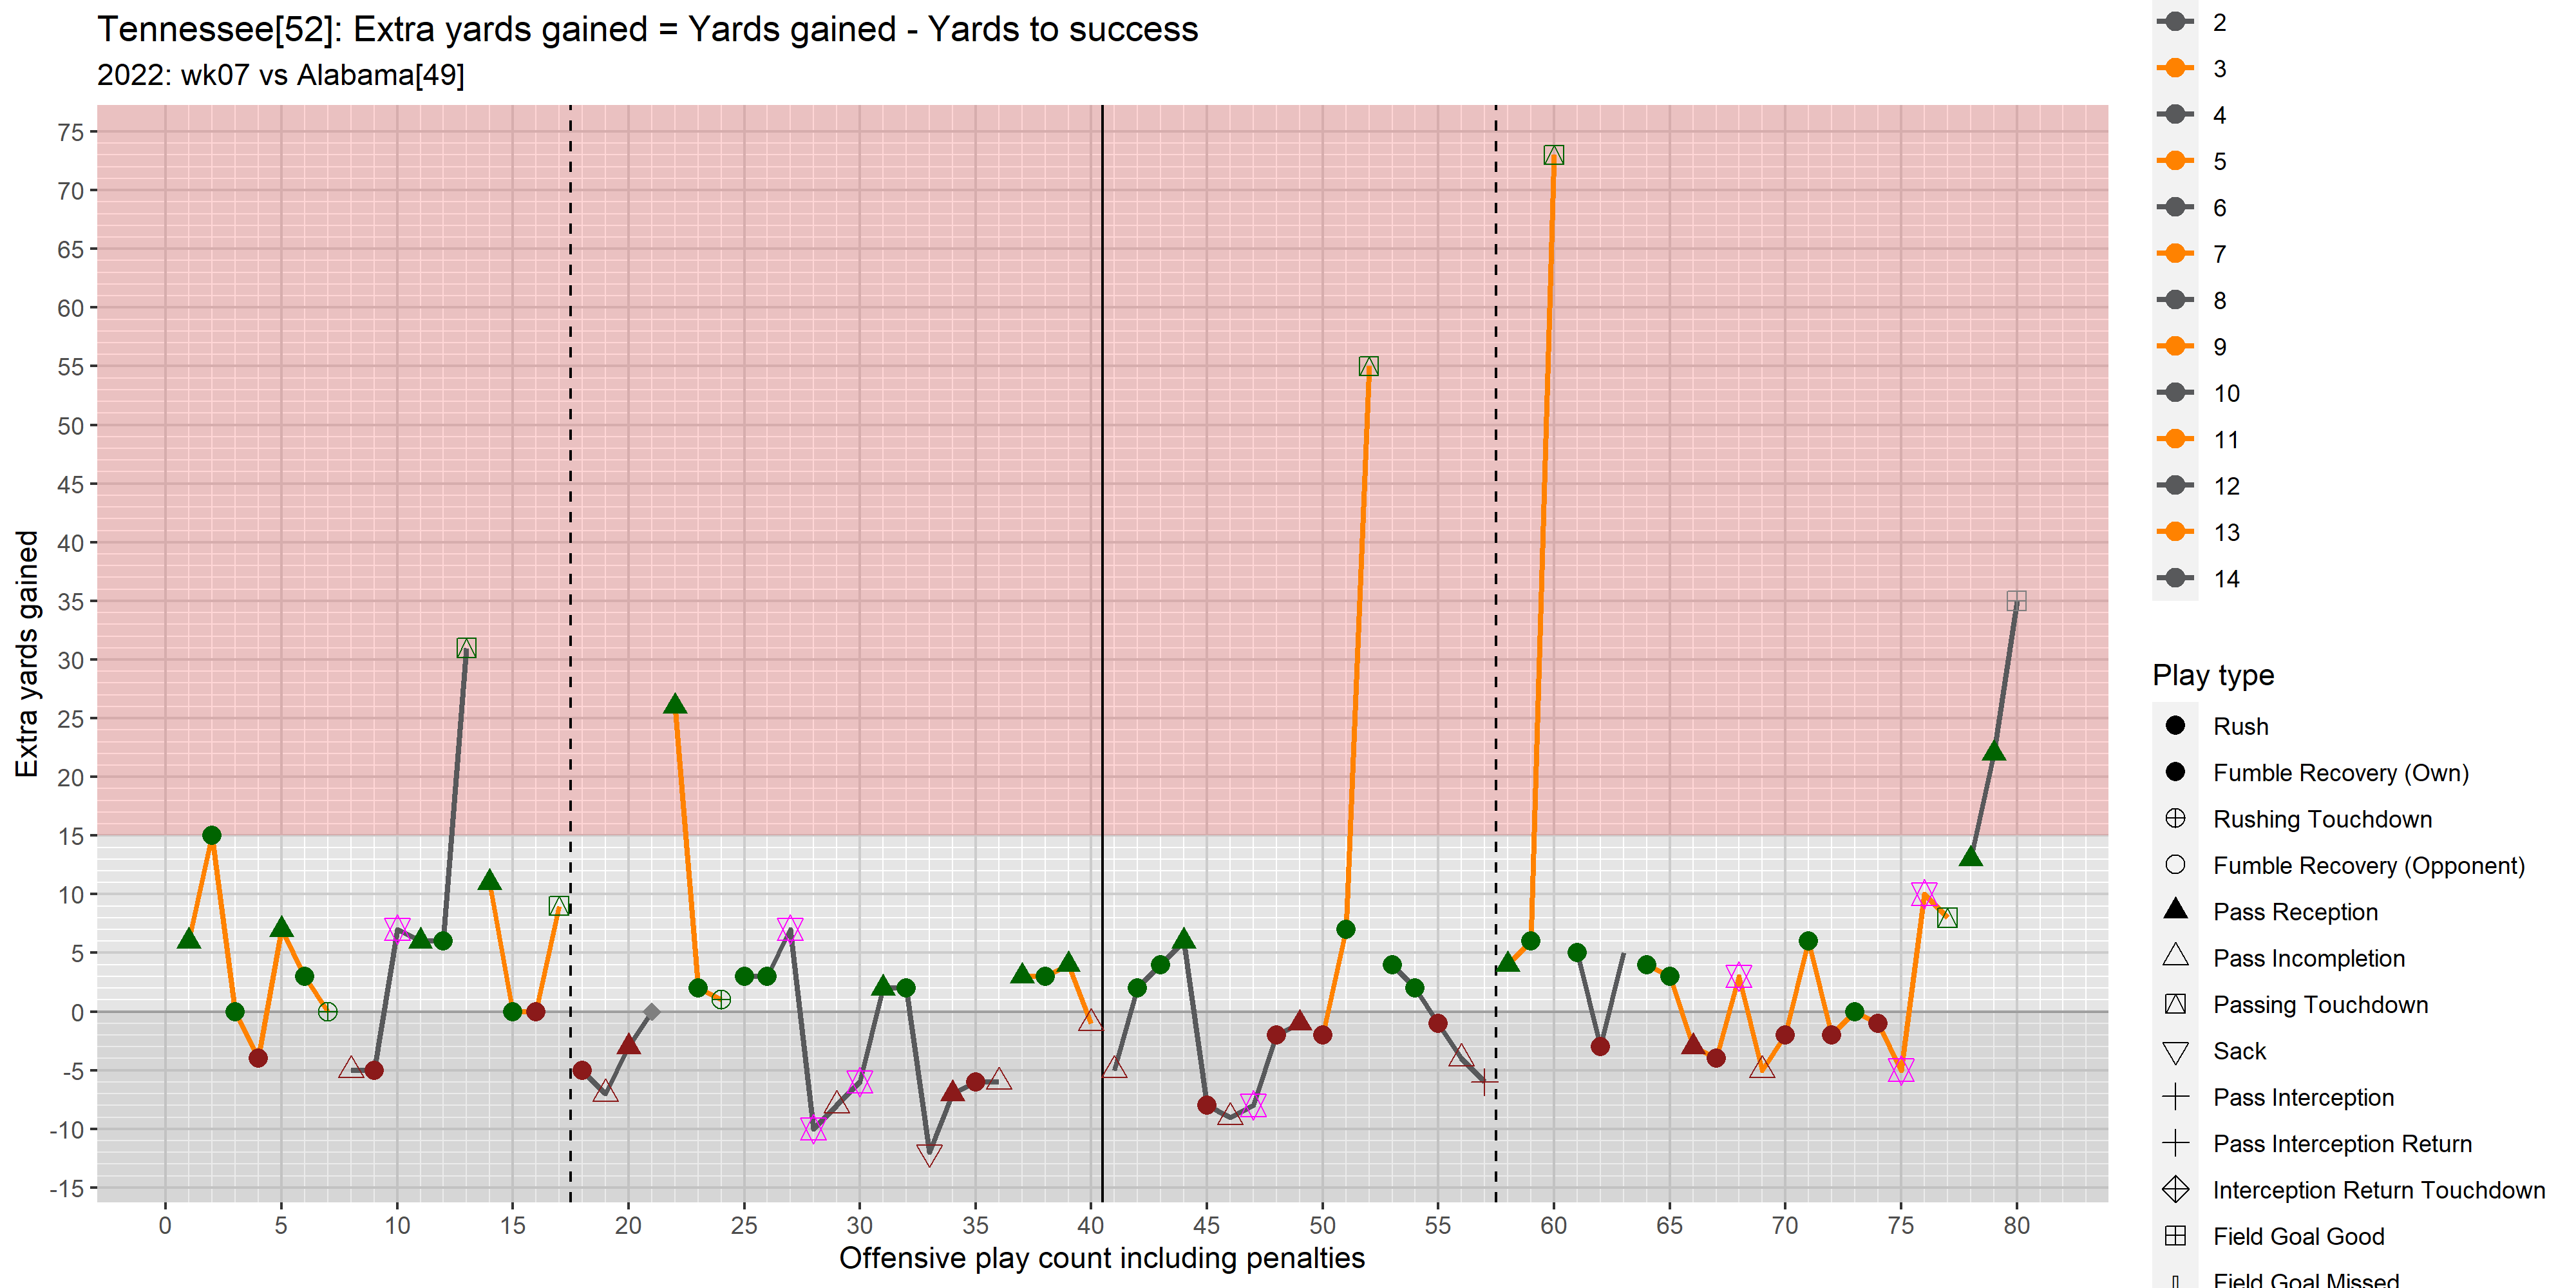 Tennessee[52]: Extra yards gained = Yards gained - Yards to success
2022: wk07 vs Alabama[49]
Extra yards gained
75
70
65
60
55
50
45
40
35
30
25
20
15
10
5
0
-5
-10
-15
0 5 10 15 20 25 30 35 40 45 50 55 60 65 70 75 80
Offensive play count including penalties
2
3
4
5
6
7
8
9
10
11
12
13
14
Play type
Rush
Fumble Recovery (Own)
Rushing Touchdown
Fumble Recovery (Opponent)
Pass Reception
Pass Incompletion
Passing Touchdown
Sack
Pass Interception
Pass Interception Return
Interception Return Touchdown
Field Goal Good
Field Goal Missed